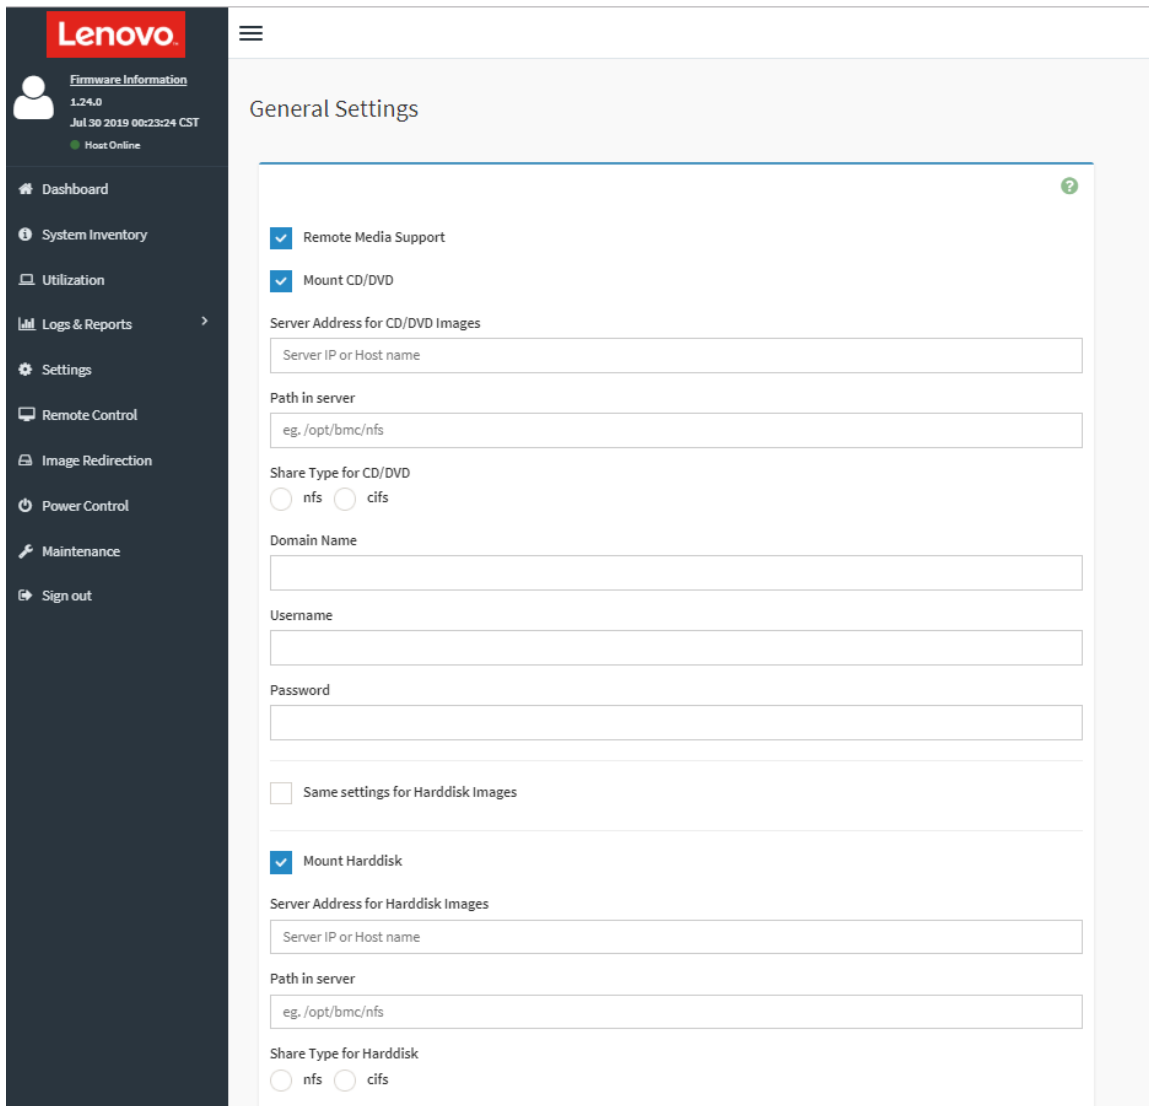 Lenovo
Firmware Information
1.24.0
Jul 30 2019 00:23:24 CST
Host Online
Dashboard
System Inventory
Utilization
Logs & Reports
Settings
Remote Control
Image Redirection
Power Control
Maintenance
Sign out
General Settings
Remote Media Support
Mount CD/DVD
Server Address for CD/DVD Images
Server IP or Host name
Path in server
eg. /opt/bmc/nfs
Share Type for CD/DVD
nfs cifs
Domain Name
Username
Password
Same settings for Harddisk Images
Mount Harddisk
Server Address for Harddisk Images
Server IP or Host name
Path in server
eg. /opt/bmc/nfs
Share Type for Harddisk
nfs cifs